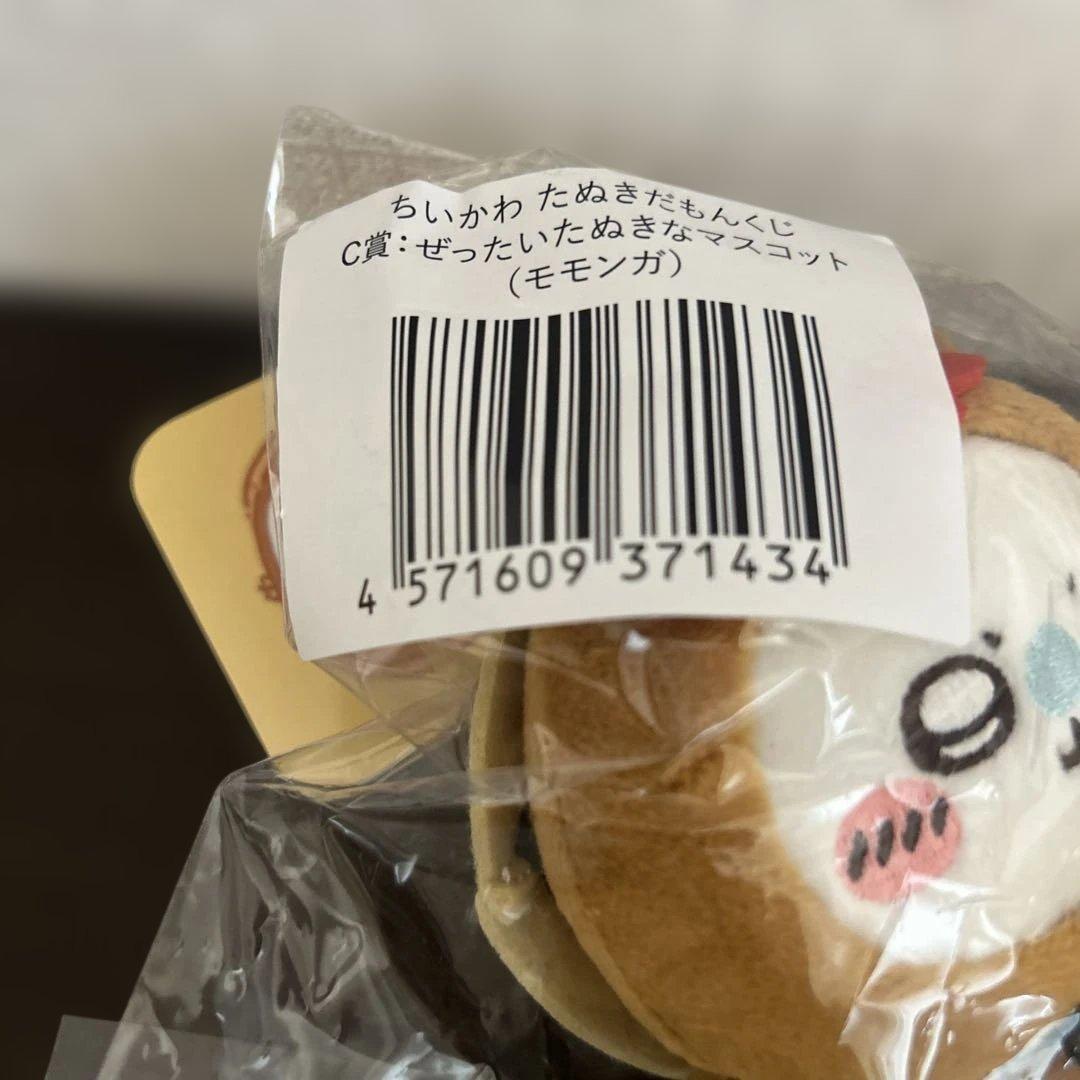 ちいかわ たぬきだもんくじ
C賞：ぜったいたぬきなマスコット
（モモンガ）
4 571609 371434